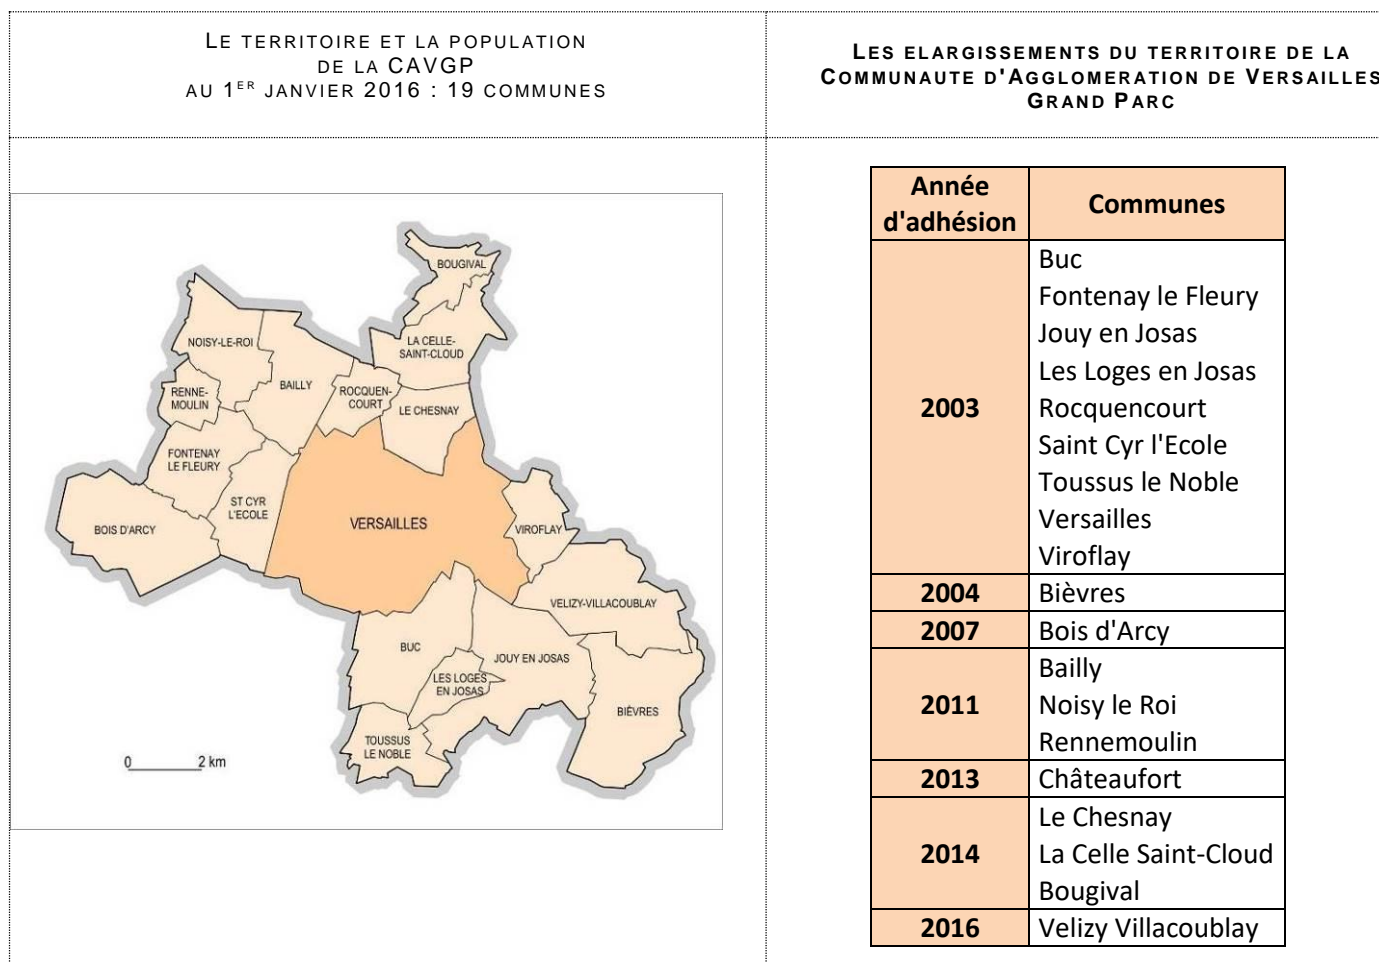 LE TERRITOIRE ET LA POPULATION
DE LA CAVGP
AU 1ER JANVIER 2016 : 19 COMMUNES
LES ELARGISSEMENTS DU TERRITOIRE DE LA
COMMUNAUTE D'AGGLOMERATION DE VERSAILLES
GRAND PARC
BOUGIVAL
NOISY-LE-ROI
LA CELLE-
SAINT-CLOUD
BAILLY
RENNE-
MOULIN
ROCQUEN-
COURT
LE CHESNAY
FONTENAY
LE FLEURY
ST CYR
L'ECOLE
BOIS D'ARCY
VERSAILLES
VIROFLAY
VELIZY-VILLACOUBLAY
BUC
JOUY EN JOSAS
LES LOGES
EN JOSAS
BIÈVRES
TOUSSUS
LE NOBLE
0 2 km
Année
d'adhésion
Communes
2003
Buc
Fontenay le Fleury
Jouy en Josas
Les Loges en Josas
Rocquencourt
Saint Cyr l'Ecole
Toussus le Noble
Versailles
Viroflay
2004 Bièvres
2007 Bois d'Arcy
2011
Bailly
Noisy le Roi
Rennemoulin
2013 Châteaufort
2014
Le Chesnay
La Celle Saint-Cloud
Bougival
2016 Velizy Villacoublay